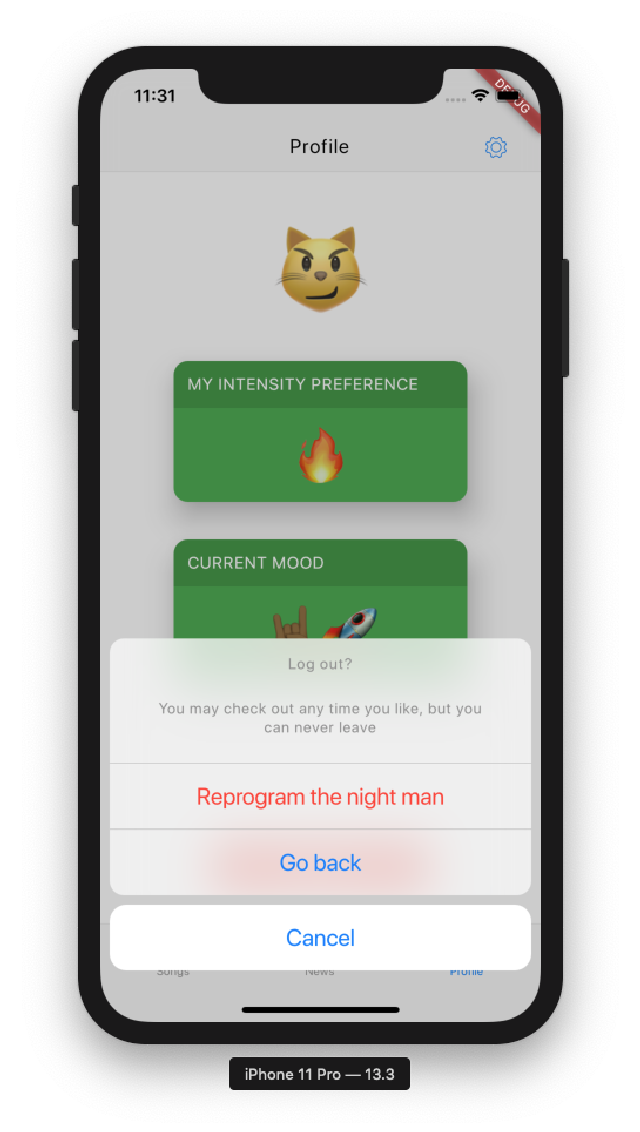 11:31
DEBUG
Profile
MY INTENSITY PREFERENCE
CURRENT MOOD
Log out?
You may check out any time you like, but you
can never leave
Reprogram the night man
Go back
Cancel
Songs
News
Profile
iPhone 11 Pro — 13.3